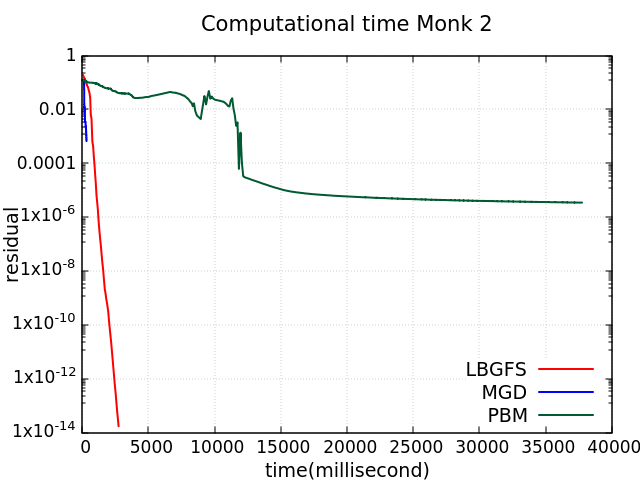 Computational time Monk 2
1
0.01
0.0001
1x10-6
1x10-8
1x10-10
1x10-12
1x10-14
residual
0 5000 10000 15000 20000 25000 30000 35000 40000
time(millisecond)
LBGFS
MGD
PBM